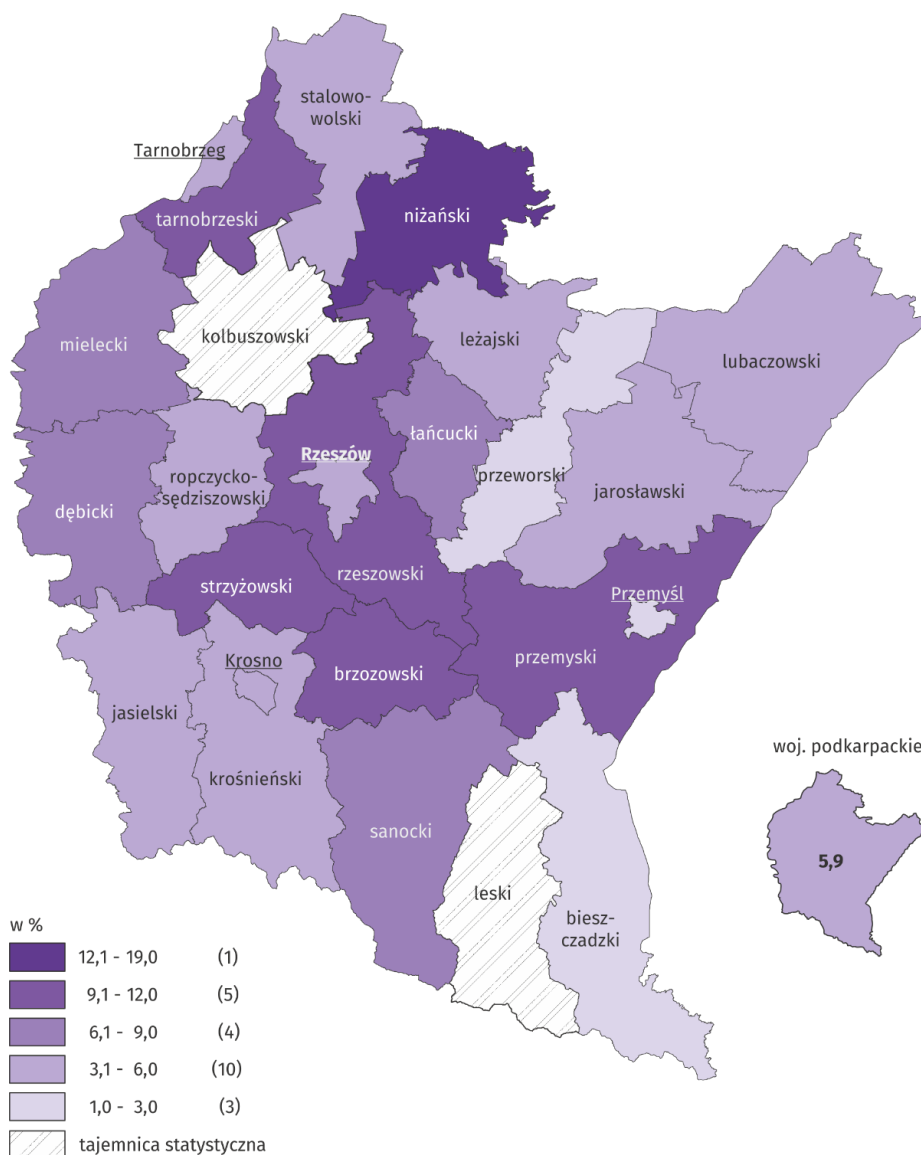 stalowo-
wolski
Tarnobrzeg
niżański
tarnobrzeski
kolbuszowski
mielecki
leżajski
lubaczowski
łańcucki
Rzeszów
ropczycko-
sędziszowski
przeworski
jarosławski
dębicki
rzeszowski
strzyżowski
Przemyśl
przemyski
Krosno
brzozowski
jasielski
krośnieński
sanocki
leski
biesz-
czadzki
woj. podkarpackie
5,9
w %
12,1 - 19,0 (1)
9,1 - 12,0 (5)
6,1 - 9,0 (4)
3,1 - 6,0 (10)
1,0 - 3,0 (3)
tajemnica statystyczna